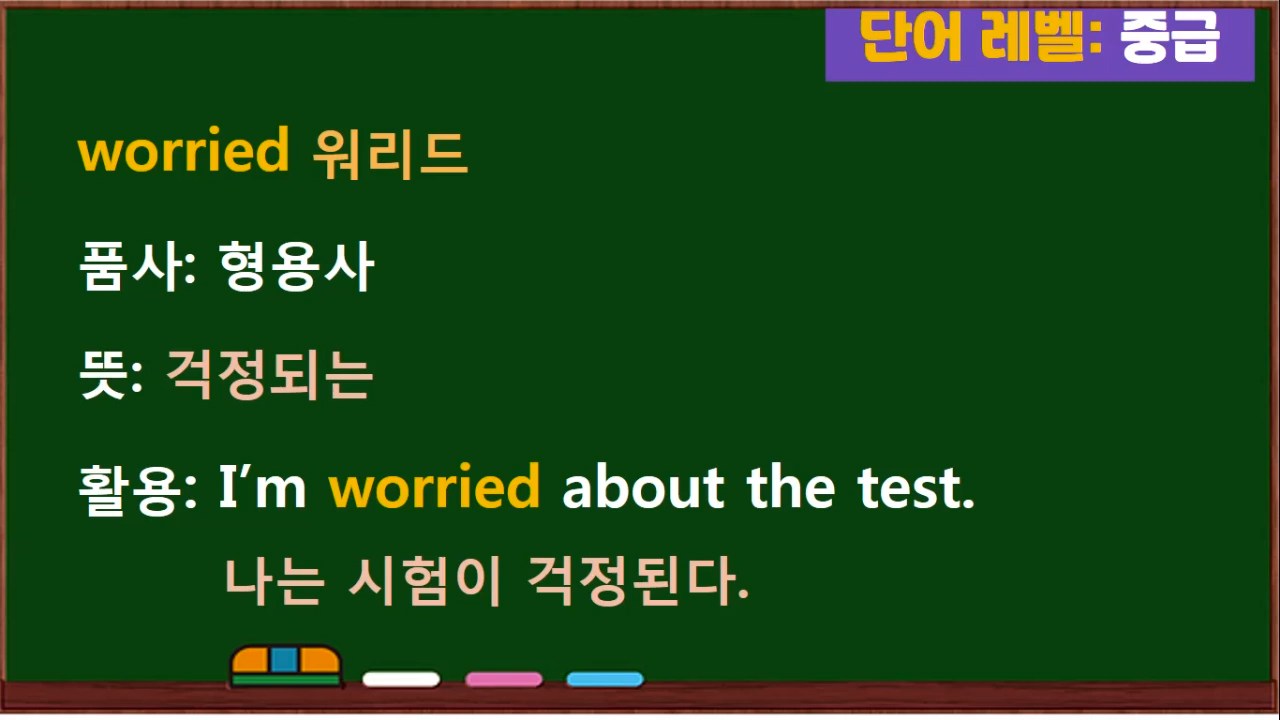 단어 레벨: 중급
worried 워리드
품사: 형용사
뜻: 걱정되는
활용: I’m worried about the test.
나는 시험이 걱정된다.